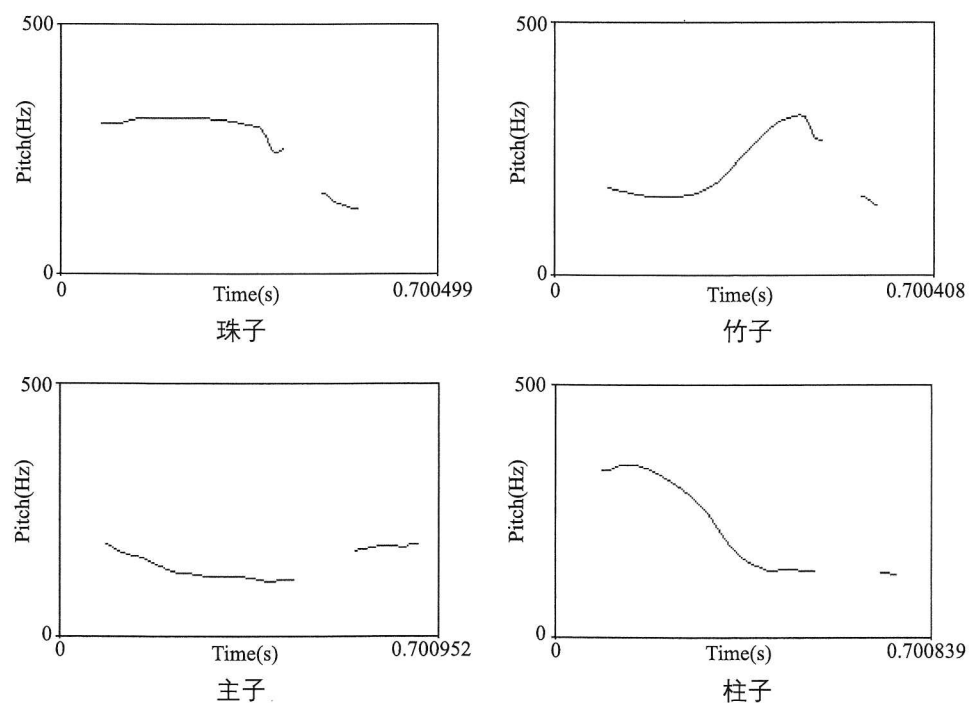 500
Pitch(Hz)
0
0
Time(s)
0.700499
珠子
500
Pitch(Hz)
0
0
Time(s)
0.700408
竹子
500
Pitch(Hz)
0
0
Time(s)
0.700952
主子
500
Pitch(Hz)
0
0
Time(s)
0.700839
柱子